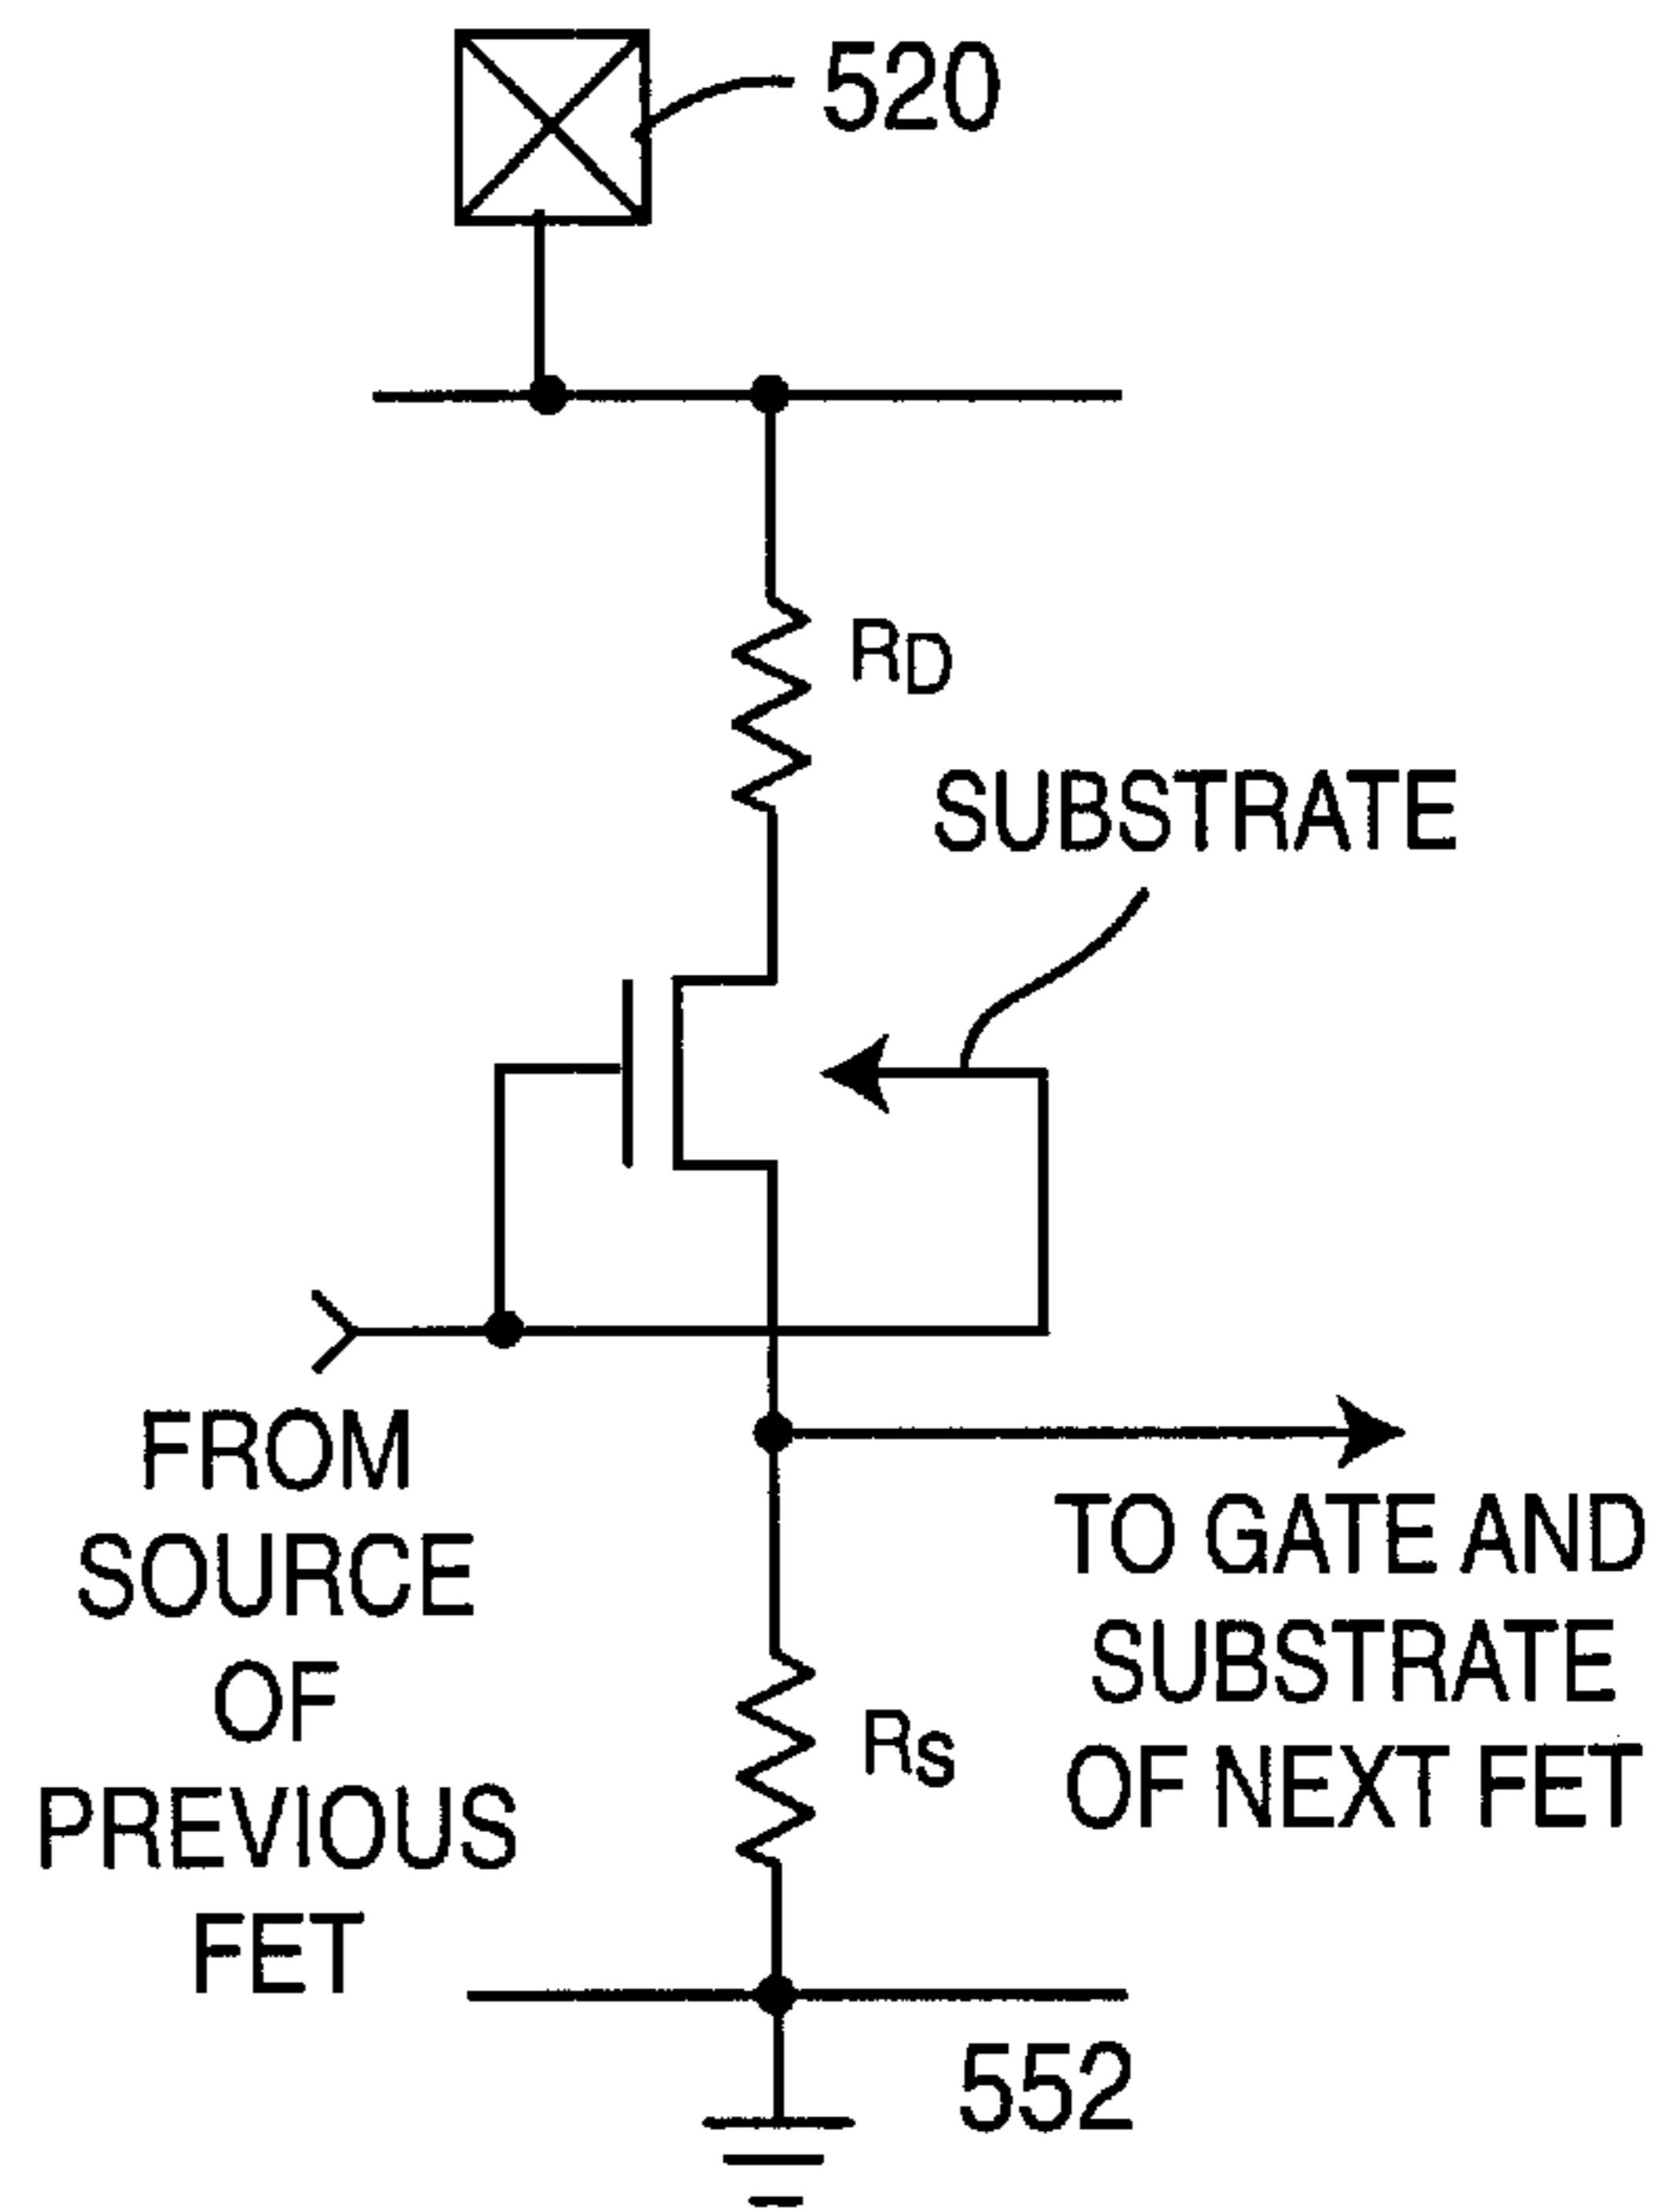 520
RD
SUBSTRATE
FROM
SOURCE
OF
PREVIOUS
FET
TO GATE AND
SUBSTRATE
OF NEXT FET
RS
552